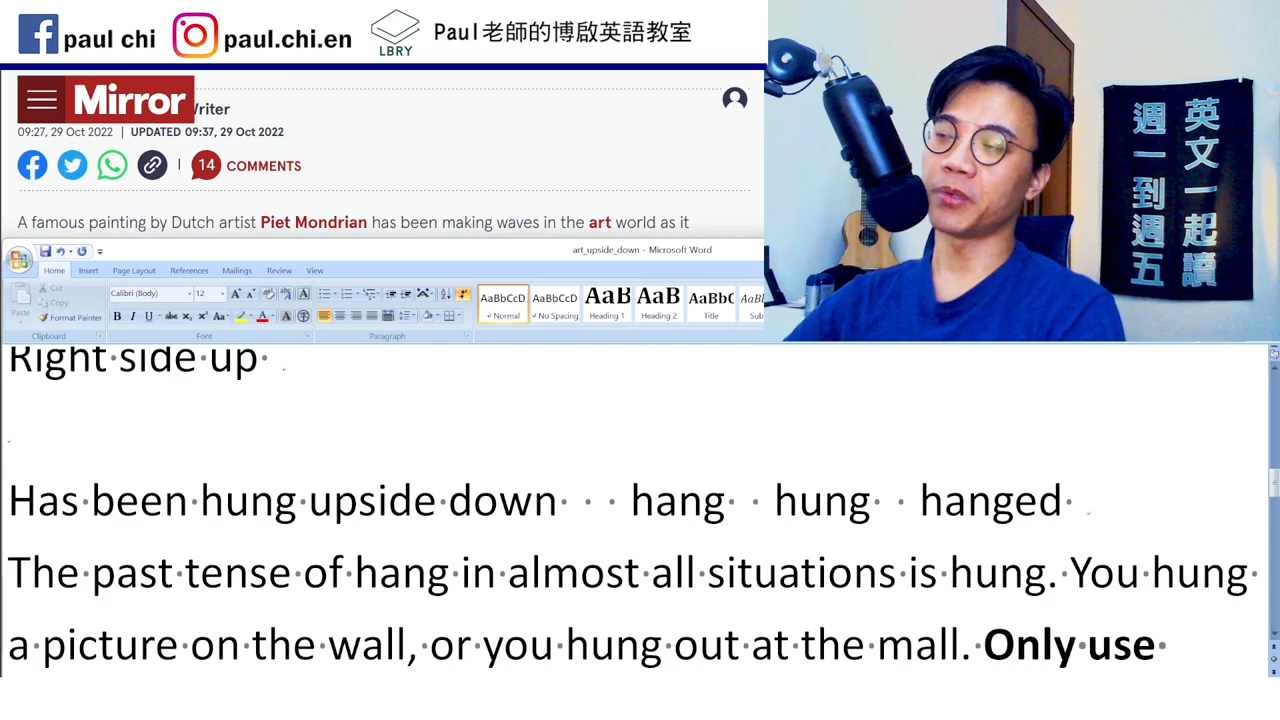 paul chi
paul.chi.en
LBRY
Paul老師的博啟英語教室
Mirror
Writer
09:27, 29 Oct 2022 | UPDATED 09:37, 29 Oct 2022
14 COMMENTS
A famous painting by Dutch artist Piet Mondrian has been making waves in the art world as it
art_upside_down - Microsoft Word
Home Insert Page Layout References Mailings Review View
Cut
Copy
Format Painter
Paste
Calibri (Body) 12
AaBbCcD AaBbCcD AaB AaB AaBbC AaBb
Normal No Spacing Heading 1 Heading 2 Title Sub
Clipboard Font Paragraph
Right side up
Has been hung upside down hang hung hanged
The past tense of hang in almost all situations is hung. You hung
a picture on the wall, or you hung out at the mall. Only use
英文一起讀
週一到週五